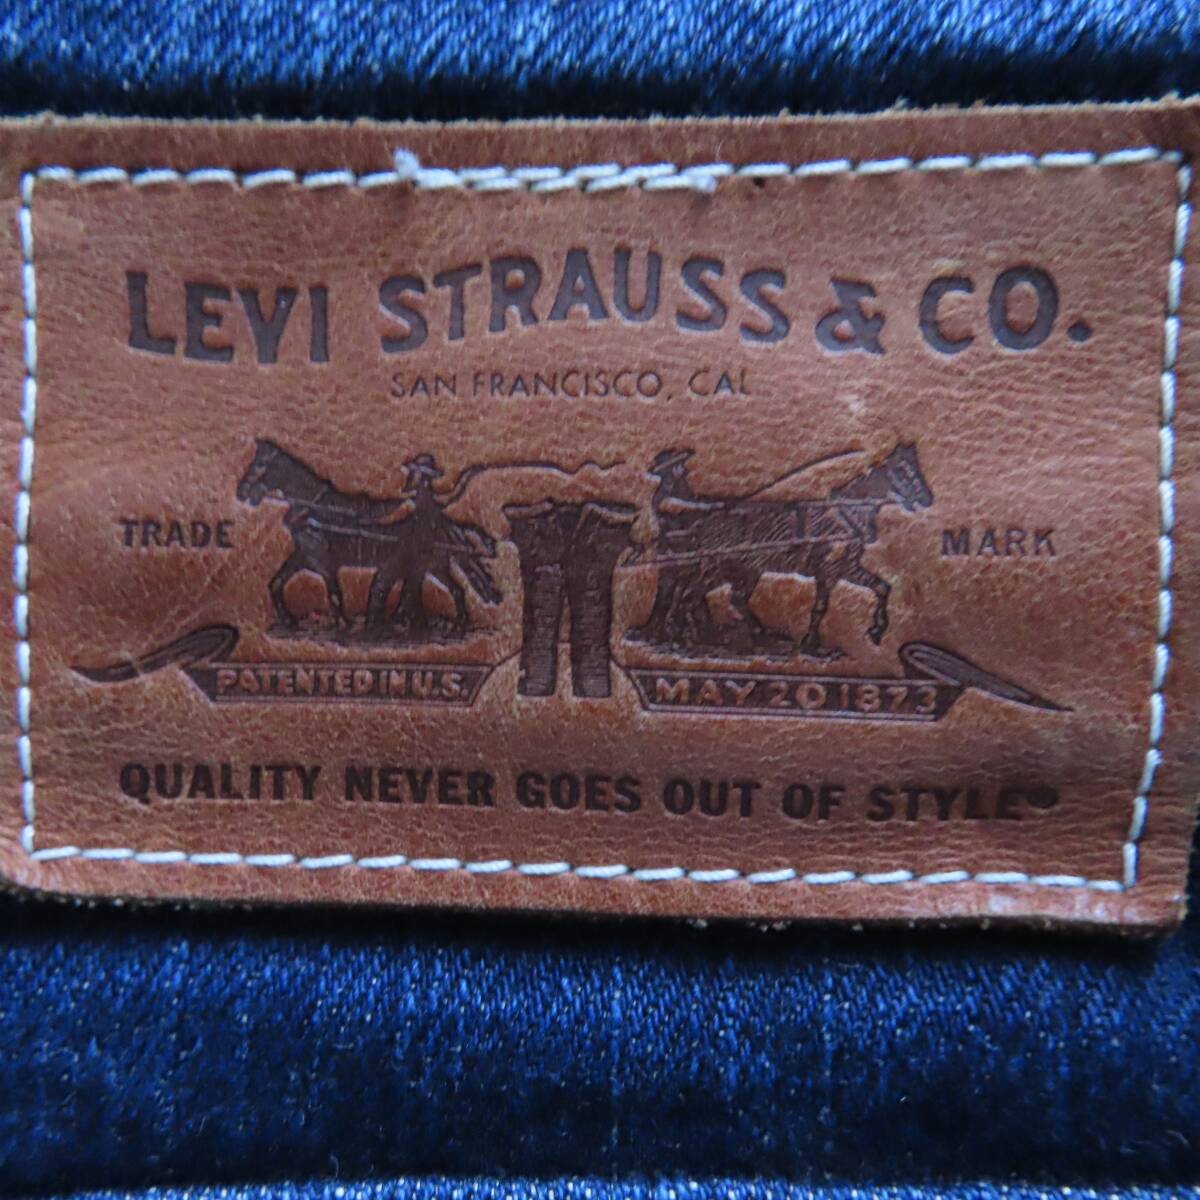 LEVI STRAUSS & CO.
SAN FRANCISCO, CAL
TRADE MARK
PATENTED IN U.S. MAY 20 1873
QUALITY NEVER GOES OUT OF STYLE®